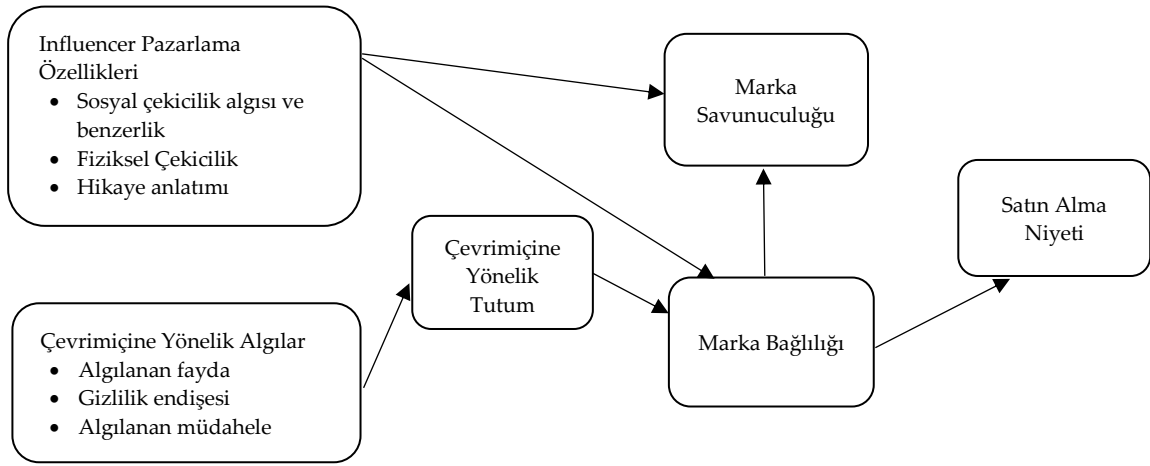 Influencer Pazarlama
Özellikleri
• Sosyal çekicilik algısı ve
benzerlik
• Fiziksel Çekicilik
• Hikaye anlatımı
Marka
Savunuculuğu
Satın Alma
Niyeti
Çevrimiçine
Yönelik
Tutum
Marka Bağlılığı
Çevrimiçine Yönelik Algılar
• Algılanan fayda
• Gizlilik endişesi
• Algılanan müdahele